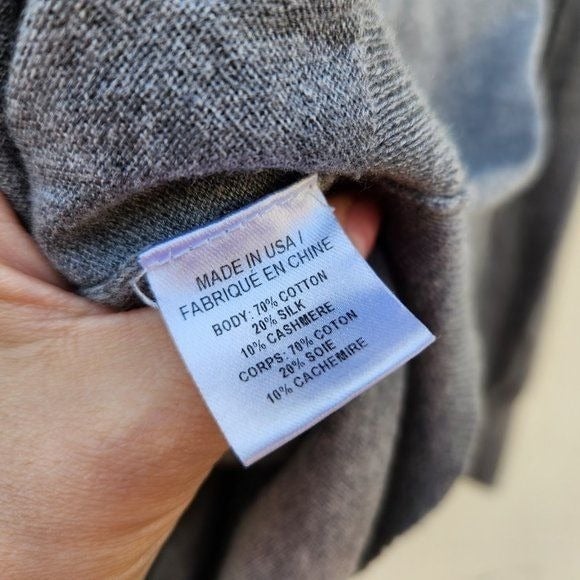 MADE IN USA /
FABRIQUÉ EN CHINE
BODY: 70% COTTON
20% SILK
10% CASHMERE
CORPS: 70% COTON
20% SOIE
10% CACHEMIRE